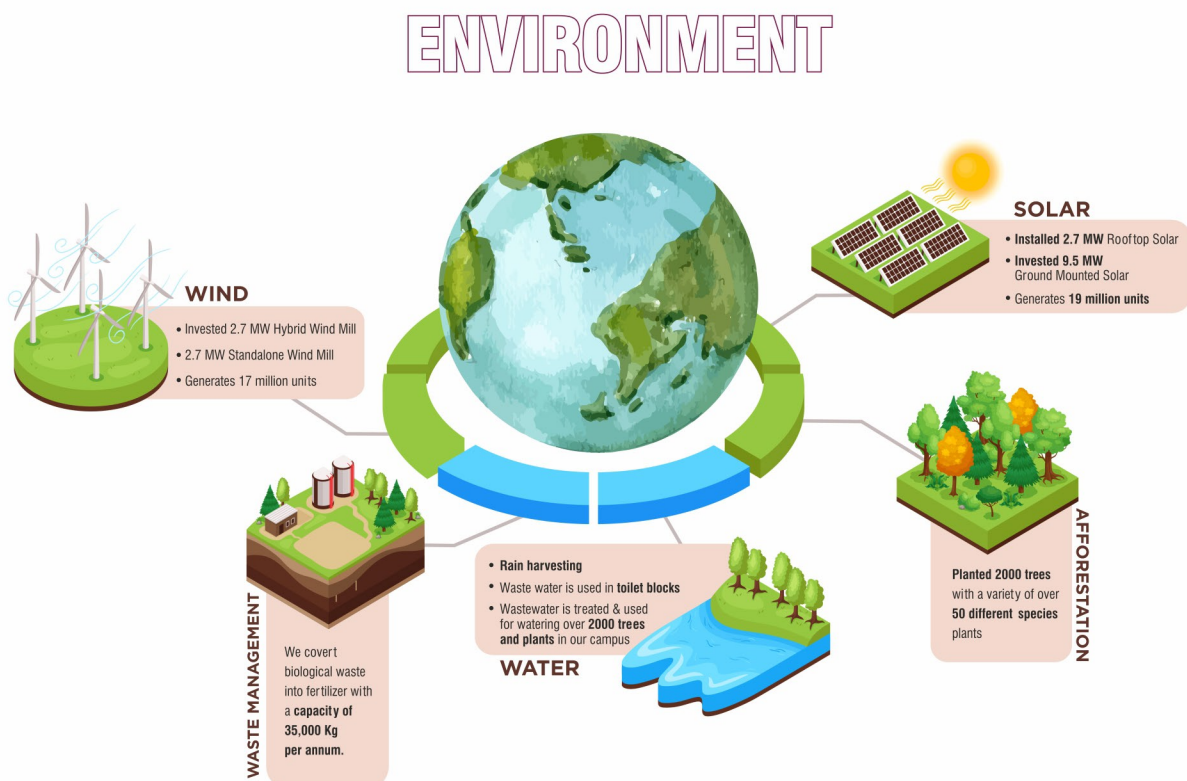 ENVIRONMENT
WIND
• Invested 2.7 MW Hybrid Wind Mill
• 2.7 MW Standalone Wind Mill
• Generates 17 million units
SOLAR
• Installed 2.7 MW Rooftop Solar
• Invested 9.5 MW
Ground Mounted Solar
• Generates 19 million units
WASTE MANAGEMENT
We covert
biological waste
into fertilizer with
a capacity of
35,000 Kg
per annum.
• Rain harvesting
• Waste water is used in toilet blocks
• Wastewater is treated & used
for watering over 2000 trees
and plants in our campus
WATER
AFFORESTATION
Planted 2000 trees
with a variety of over
50 different species
plants